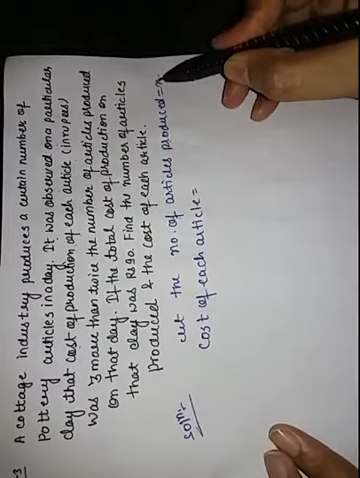 -3 A cottage industry produces a certain number of
Pottery articles in a day. It was observed on a particular
day that cost of production of each article (in rupees)
was 3 more than twice the number of articles produced
on that day. If the total cost of production on
that day was Rs 90. Find the number of articles
Produced & the cost of each article.
Soln:- Let the no. of articles produced = x
Cost of each article =